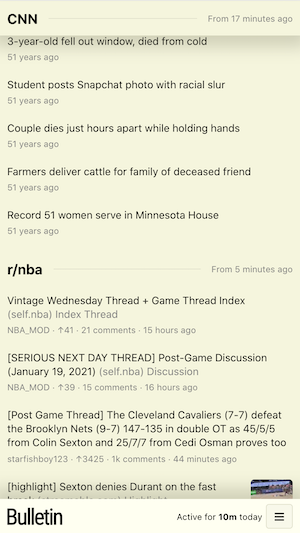 CNN
From 17 minutes ago
3-year-old fell out window, died from cold
51 years ago
Student posts Snapchat photo with racial slur
51 years ago
Couple dies just hours apart while holding hands
51 years ago
Farmers deliver cattle for family of deceased friend
51 years ago
Record 51 women serve in Minnesota House
51 years ago
r/nba
From 5 minutes ago
Vintage Wednesday Thread + Game Thread Index
(self.nba) Index Thread
NBA_MOD · ↑41 · 21 comments · 15 hours ago
[SERIOUS NEXT DAY THREAD] Post-Game Discussion
(January 19, 2021) (self.nba) Discussion
NBA_MOD · ↑39 · 15 comments · 16 hours ago
[Post Game Thread] The Cleveland Cavaliers (7-7) defeat
the Brooklyn Nets (9-7) 147-135 in double OT as 45/5/5
from Colin Sexton and 25/7/7 from Cedi Osman proves too
starfishboy123 · ↑3425 · 1k comments · 44 minute ago
[highlight] Sexton denies Durant on the fast
break (streamable.com) Highlight
Bulletin
Active for 10m today